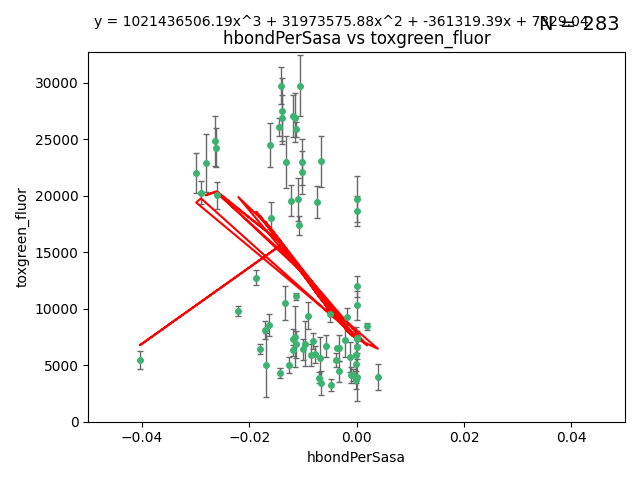 y = 1021436506.19x^3 + 31973575.88x^2 + -361319.39x + 7829.04
N = 283
hbondPerSasa vs toxgreen_fluor
toxgreen_fluor
30000
25000
20000
15000
10000
5000
0
−0.04
−0.02
0.00
0.02
0.04
hbondPerSasa